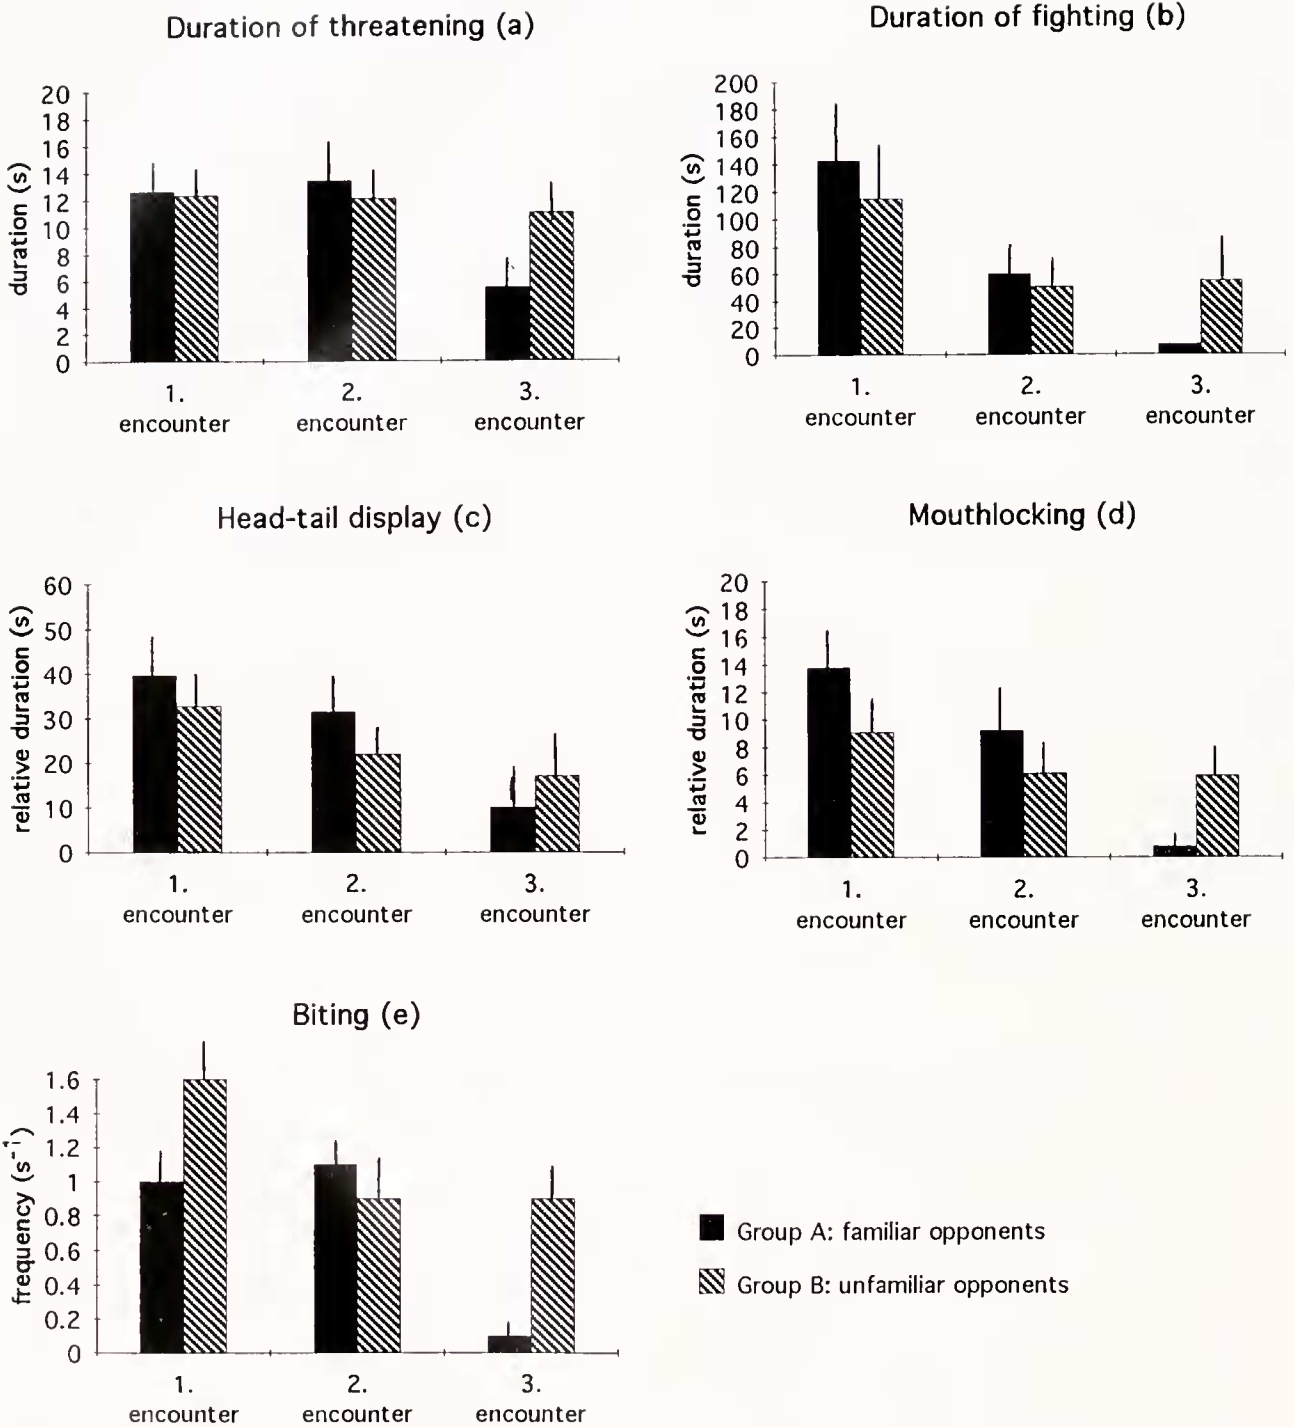 Duration of threatening (a)
duration (s)
20
18
16
14
12
10
8
6
4
2
0
1.
encounter
2.
encounter
3.
encounter
Duration of fighting (b)
duration (s)
200
180
160
140
120
100
80
60
40
20
0
1.
encounter
2.
encounter
3.
encounter
Head-tail display (c)
relative duration (s)
60
50
40
30
20
10
0
1.
encounter
2.
encounter
3.
encounter
Mouthlocking (d)
relative duration (s)
20
18
16
14
12
10
8
6
4
2
0
1.
encounter
2.
encounter
3.
encounter
Biting (e)
frequency (s⁻¹)
1.6
1.4
1.2
1
0.8
0.6
0.4
0.2
0
1.
encounter
2.
encounter
3.
encounter
Group A: familiar opponents
Group B: unfamiliar opponents